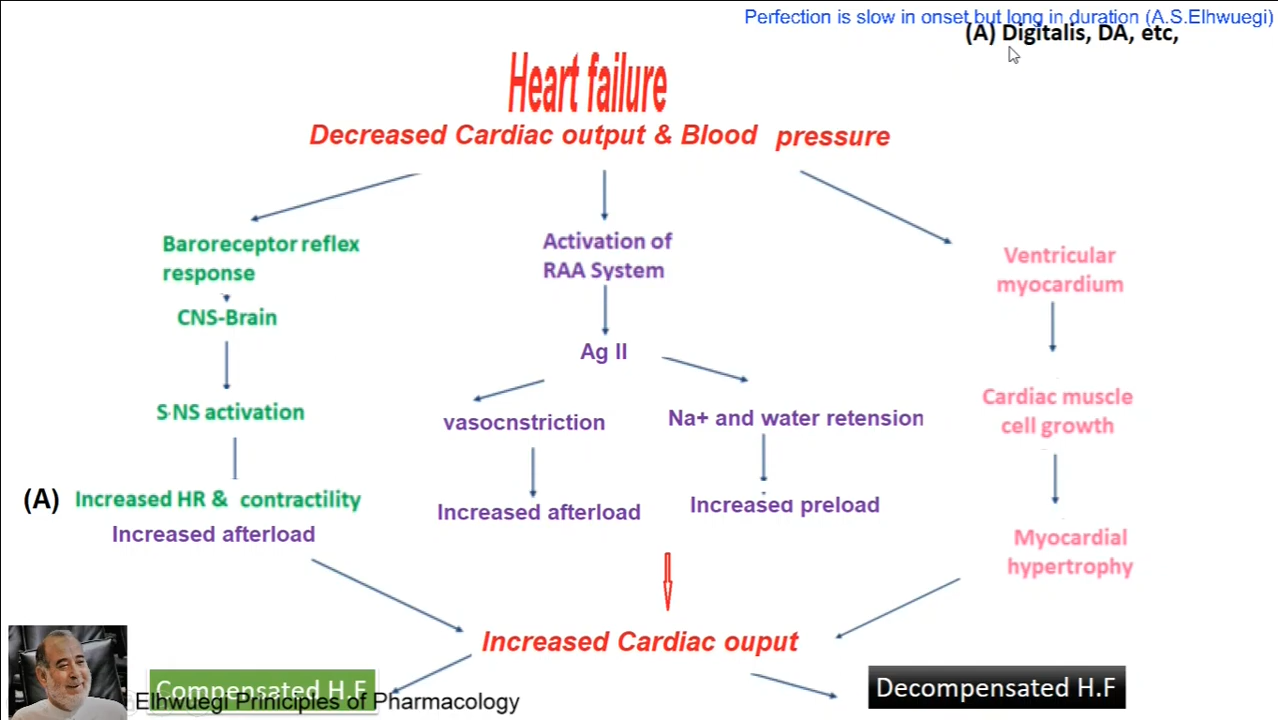 Perfection is slow in onset but long in duration (A.S.Elhwuegi)
(A) Digitalis, DA, etc,
Heart failure
Decreased Cardiac output & Blood pressure
Baroreceptor reflex
response
CNS-Brain
S·NS activation
(A) Increased HR & contractility
Increased afterload
Activation of
RAA System
Ag II
vasocnstriction
Increased afterload
Na+ and water retension
Increased preload
Ventricular
myocardium
Cardiac muscle
cell growth
Myocardial
hypertrophy
Increased Cardiac ouput
Compensated H.F
Decompensated H.F
Elhwuegi Priniciples of Pharmacology